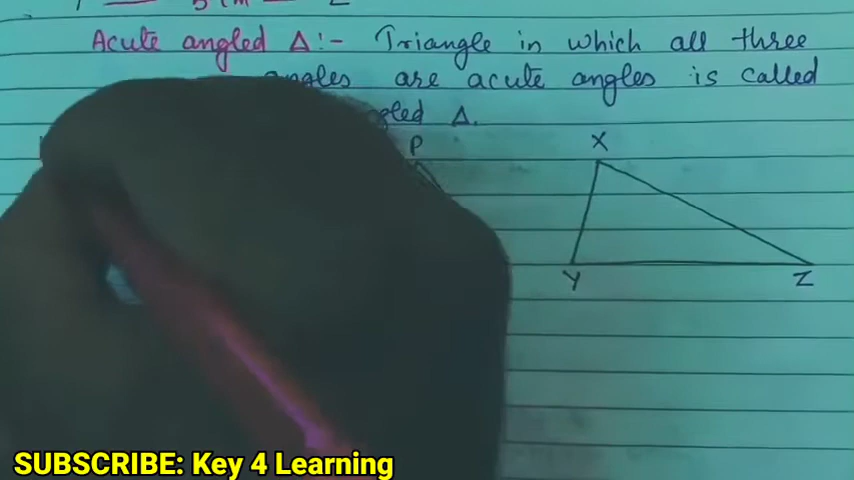 Acute angled Δ:- Triangle in which all three
angles are acute angles is called
Δ.
P
X
Y
Z
SUBSCRIBE: Key 4 Learning